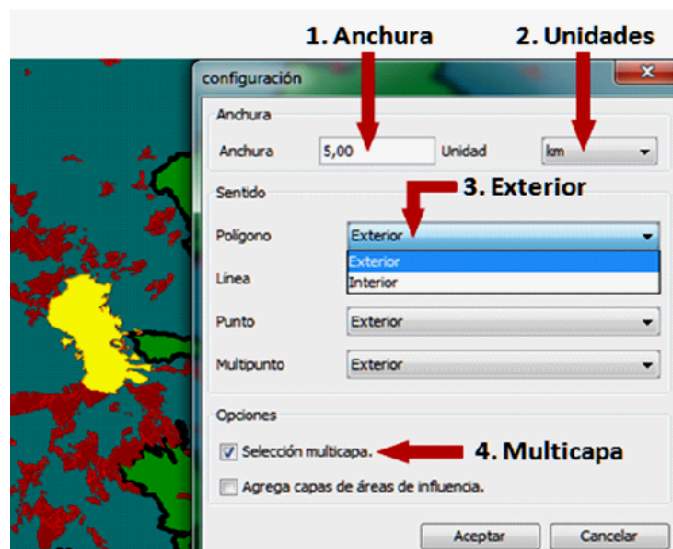 1. Anchura 2. Unidades
configuración
Anchura
Anchura 5,00 Unidad km
Sentido
3. Exterior
Polígono Exterior
Exterior
Línea
Interior
Punto Exterior
Multipunto Exterior
Opciones
Selección multicapa. 4. Multicapa
Agrega capas de áreas de influencia.
Aceptar Cancelar